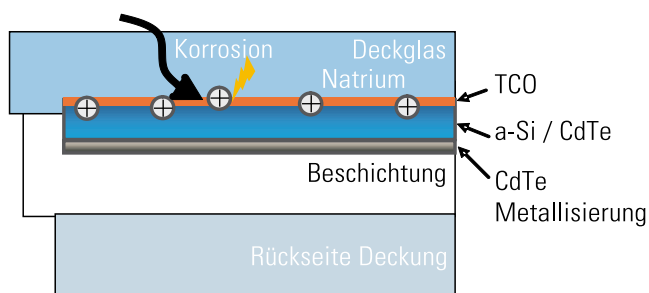 Korrosion
Deckglas
Natrium
TCO
a-Si / CdTe
Beschichtung
CdTe
Metallisierung
Rückseite Deckung